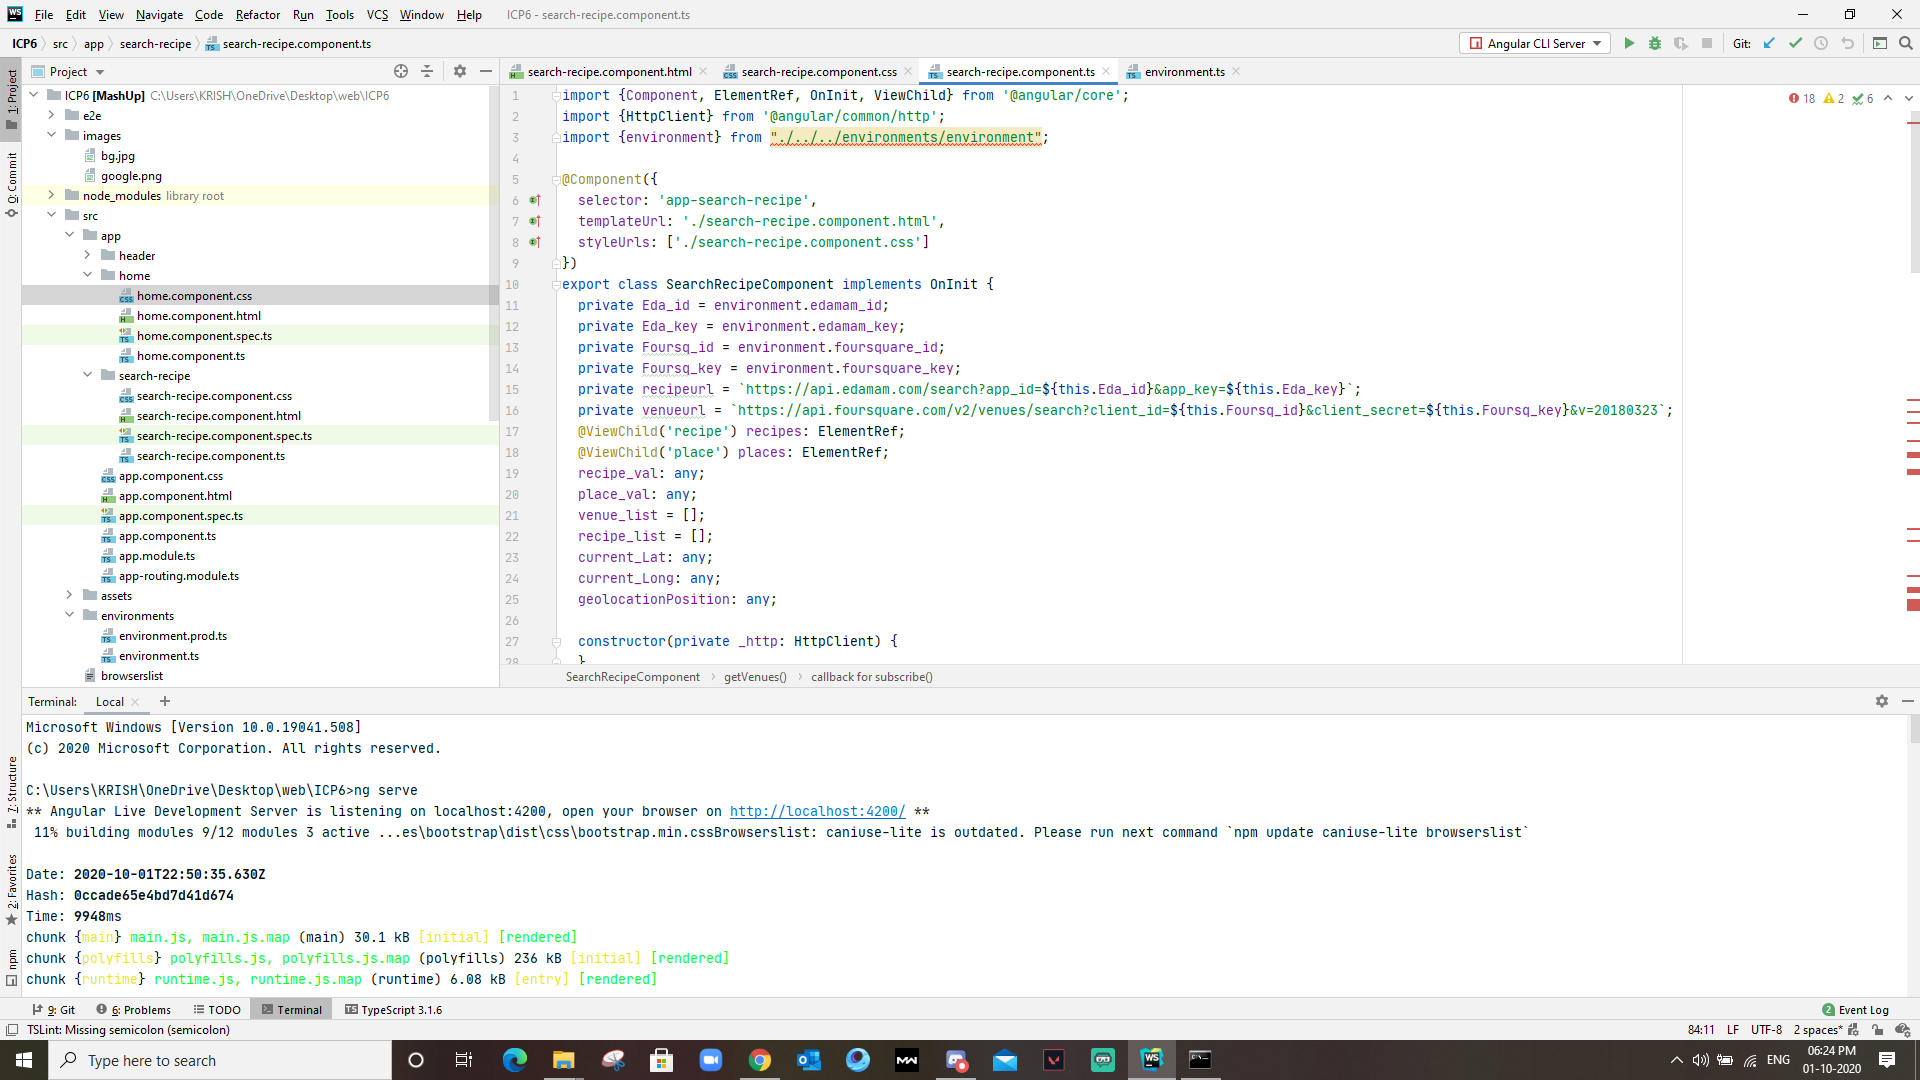 File Edit View Navigate Code Refactor Run Tools VCS Window Help ICP6 - search-recipe.component.ts
ICP6 src app search-recipe search-recipe.component.ts Angular CLI Server Git:
Project
search-recipe.component.html search-recipe.component.css search-recipe.component.ts environment.ts
1: Project
0: Commit
7: Structure
2: Favorites
npm
ICP6 [MashUp] C:\Users\KRISH\OneDrive\Desktop\web\ICP6
e2e
images
bg.jpg
google.png
node_modules library root
src
app
header
home
home.component.css
home.component.html
home.component.spec.ts
home.component.ts
search-recipe
search-recipe.component.css
search-recipe.component.html
search-recipe.component.spec.ts
search-recipe.component.ts
app.component.css
app.component.html
app.component.spec.ts
app.component.ts
app.module.ts
app-routing.module.ts
assets
environments
environment.prod.ts
environment.ts
browserslist
18 2 6
1 import {Component, ElementRef, OnInit, ViewChild} from '@angular/core';
2 import {HttpClient} from '@angular/common/http';
3 import {environment} from "./../../environments/environment";
4
5 @Component({
6 selector: 'app-search-recipe',
7 templateUrl: './search-recipe.component.html',
8 styleUrls: ['./search-recipe.component.css']
9 })
10 export class SearchRecipeComponent implements OnInit {
11 private Eda_id = environment.edamam_id;
12 private Eda_key = environment.edamam_key;
13 private Foursq_id = environment.foursquare_id;
14 private Foursq_key = environment.foursquare_key;
15 private recipeurl = `https://api.edamam.com/search?app_id=${this.Eda_id}&app_key=${this.Eda_key}`;
16 private venueurl = `https://api.foursquare.com/v2/venues/search?client_id=${this.Foursq_id}&client_secret=${this.Foursq_key}&v=20180323`;
17 @ViewChild('recipe') recipes: ElementRef;
18 @ViewChild('place') places: ElementRef;
19 recipe_val: any;
20 place_val: any;
21 venue_list = [];
22 recipe_list = [];
23 current_Lat: any;
24 current_Long: any;
25 geolocationPosition: any;
26
27 constructor(private _http: HttpClient) {
28 }
SearchRecipeComponent getVenues() callback for subscribe()
Terminal: Local
Microsoft Windows [Version 10.0.19041.508]
(c) 2020 Microsoft Corporation. All rights reserved.
C:\Users\KRISH\OneDrive\Desktop\web\ICP6>ng serve
** Angular Live Development Server is listening on localhost:4200, open your browser on http://localhost:4200/ **
11% building modules 9/12 modules 3 active ...es\bootstrap\dist\css\bootstrap.min.cssBrowserslist: caniuse-lite is outdated. Please run next command `npm update caniuse-lite browserslist`
Date: 2020-10-01T22:50:35.630Z
Hash: 0ccade65e4bd7d41d674
Time: 9948ms
chunk {main} main.js, main.js.map (main) 30.1 kB [initial] [rendered]
chunk {polyfills} polyfills.js, polyfills.js.map (polyfills) 236 kB [initial] [rendered]
chunk {runtime} runtime.js, runtime.js.map (runtime) 6.08 kB [entry] [rendered]
9: Git 6: Problems TODO Terminal TypeScript 3.1.6 2 Event Log
TSLint: Missing semicolon (semicolon) 84:11 LF UTF-8 2 spaces*
Type here to search ENG 06:24 PM
01-10-2020